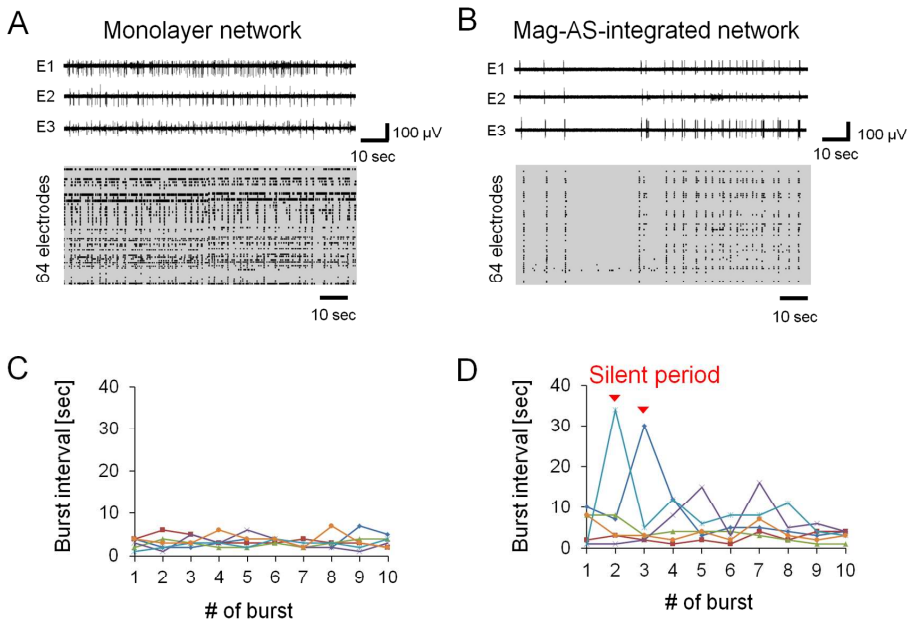 A
Monolayer network
E1
E2
E3
100 µV
10 sec
64 electrodes
10 sec
B
Mag-AS-integrated network
E1
E2
E3
100 µV
10 sec
64 electrodes
10 sec
C
Burst interval [sec]
40
30
20
10
0
1 2 3 4 5 6 7 8 9 10
# of burst
D
Silent period
Burst interval [sec]
40
30
20
10
0
1 2 3 4 5 6 7 8 9 10
# of burst